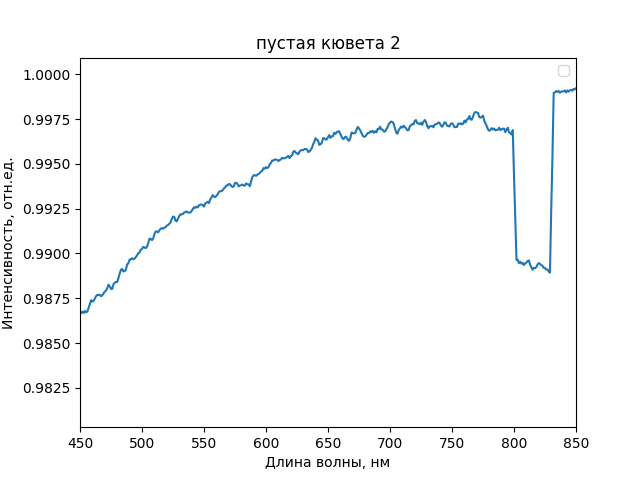 пустая кювета 2
Интенсивность, отн.ед.
1.0000
0.9975
0.9950
0.9925
0.9900
0.9875
0.9850
0.9825
450 500 550 600 650 700 750 800 850
Длина волны, нм